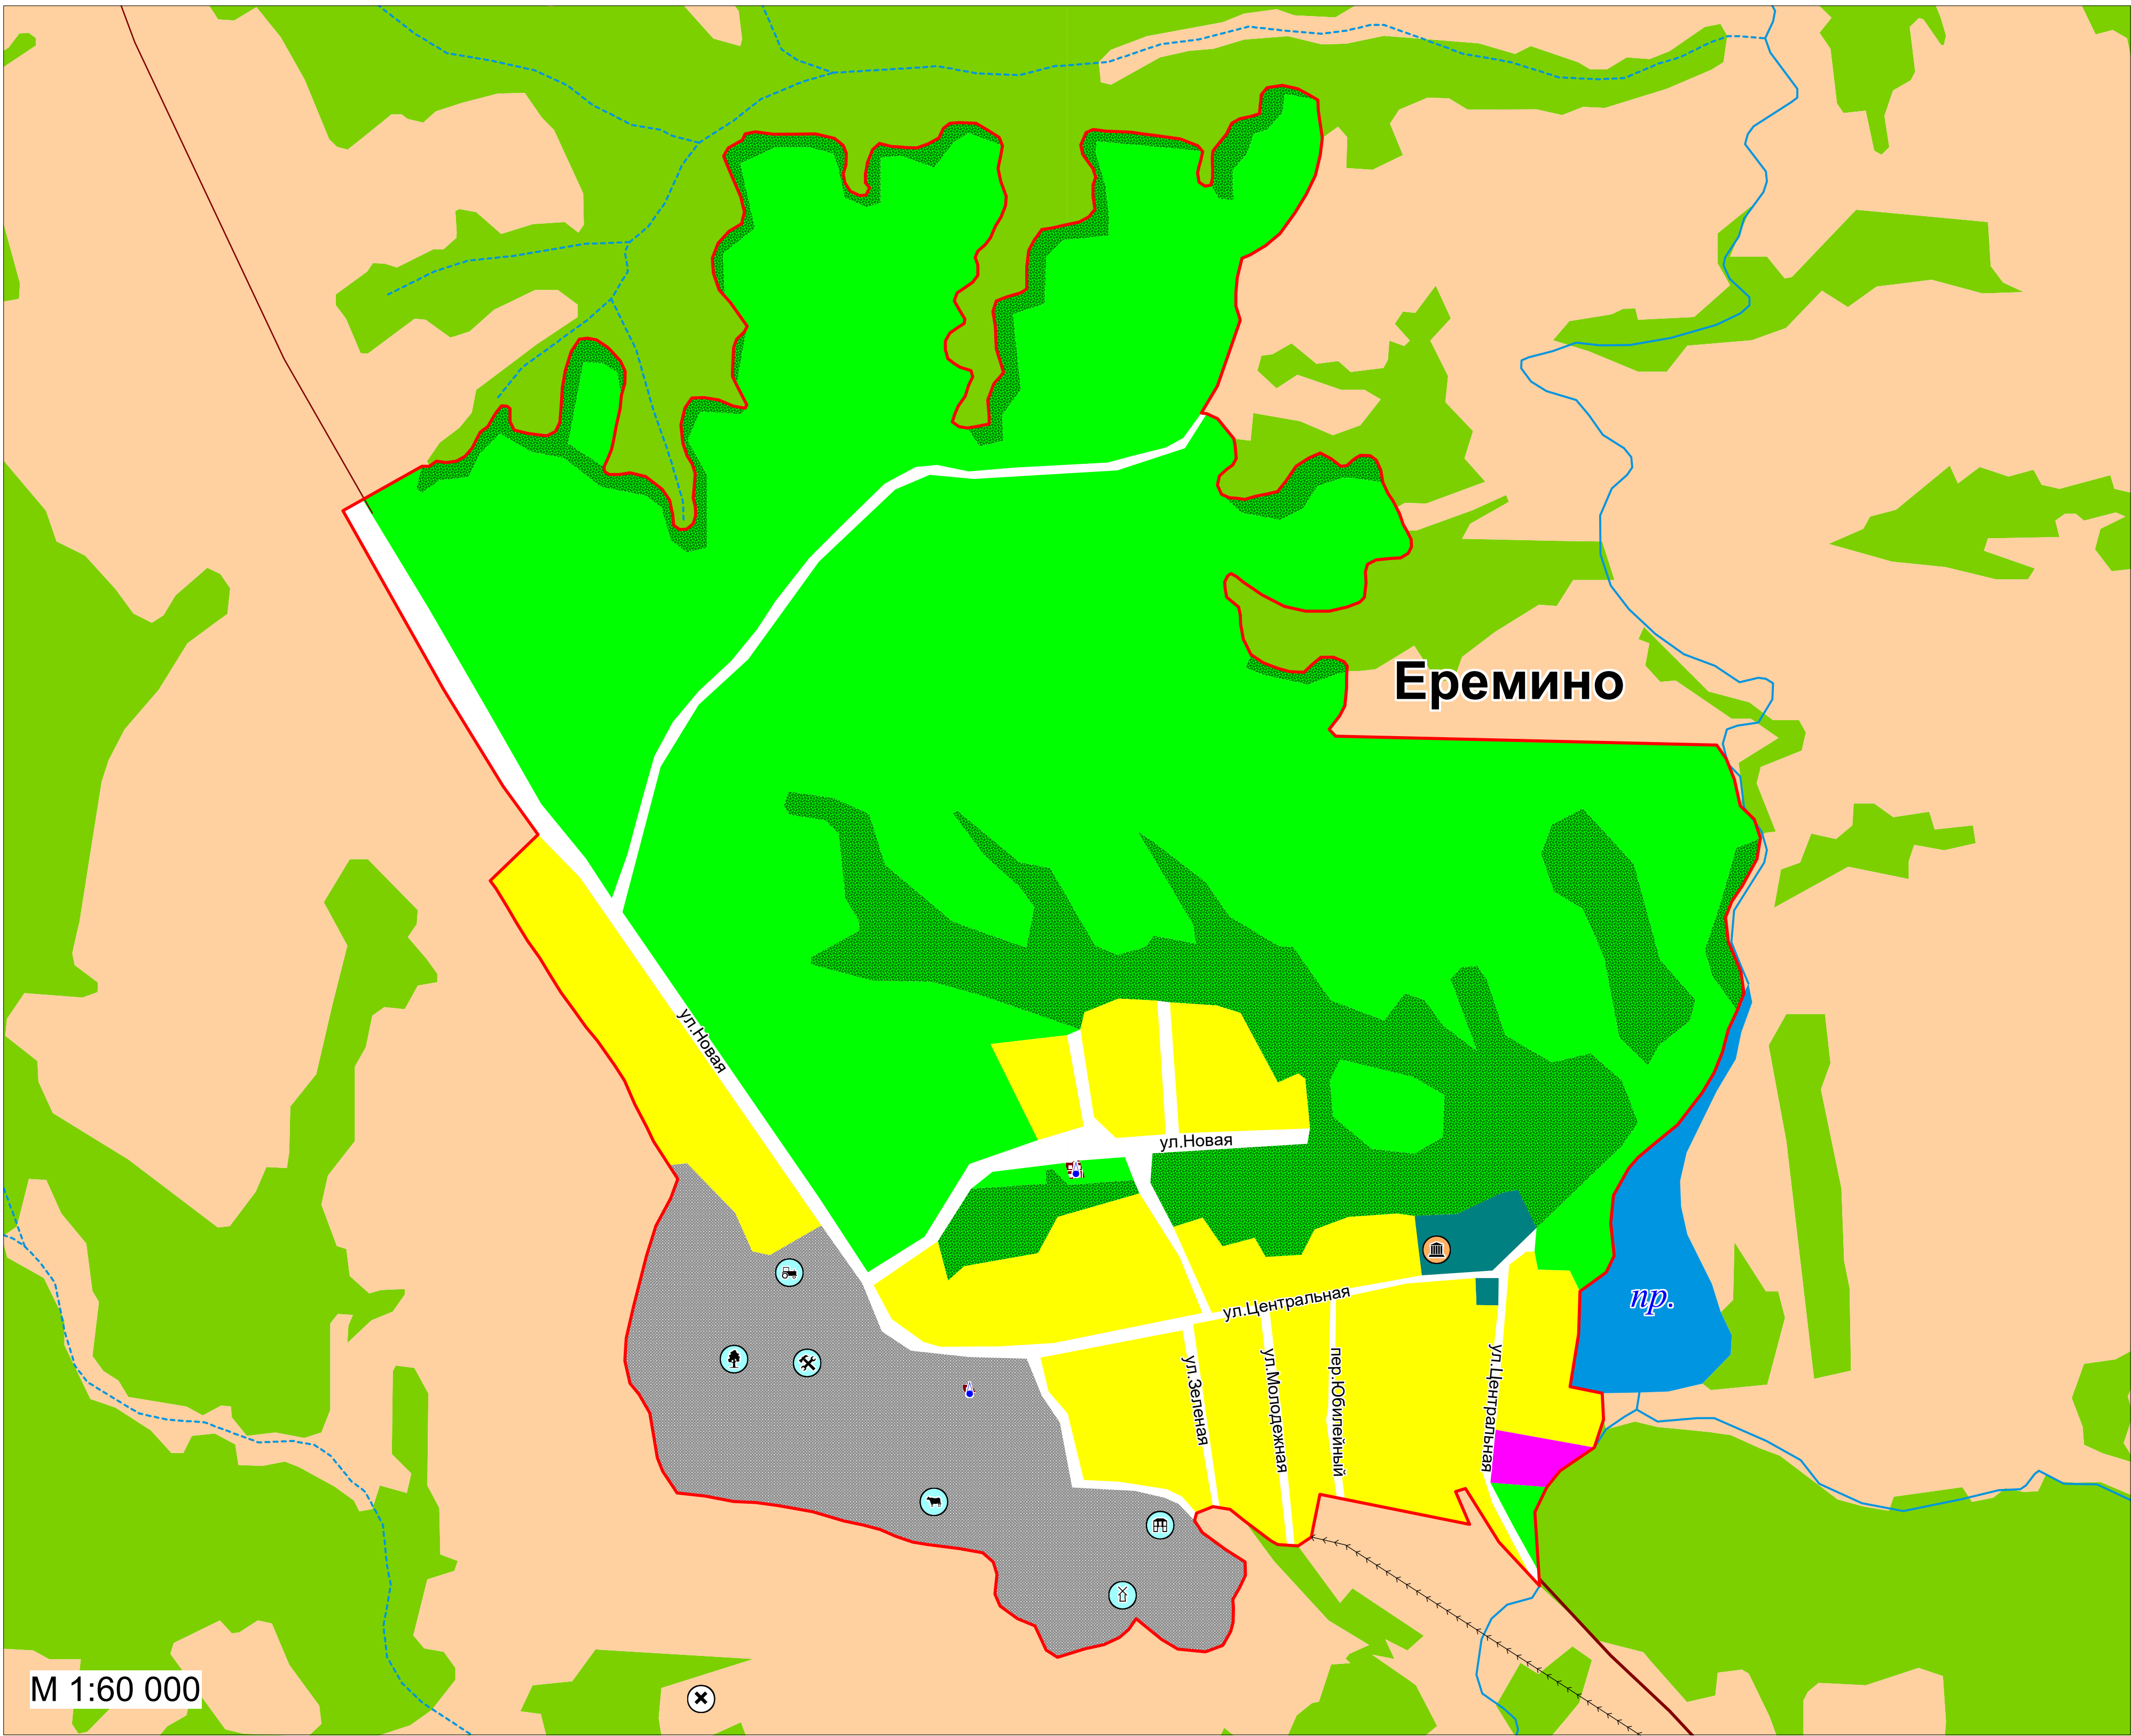 Еремино
ул.Новая
ул.Новая
ул.Центральная
пр.
ул.Зеленая
ул.Молодежная
пер.Юбилейный
ул.Центральная
М 1:60 000